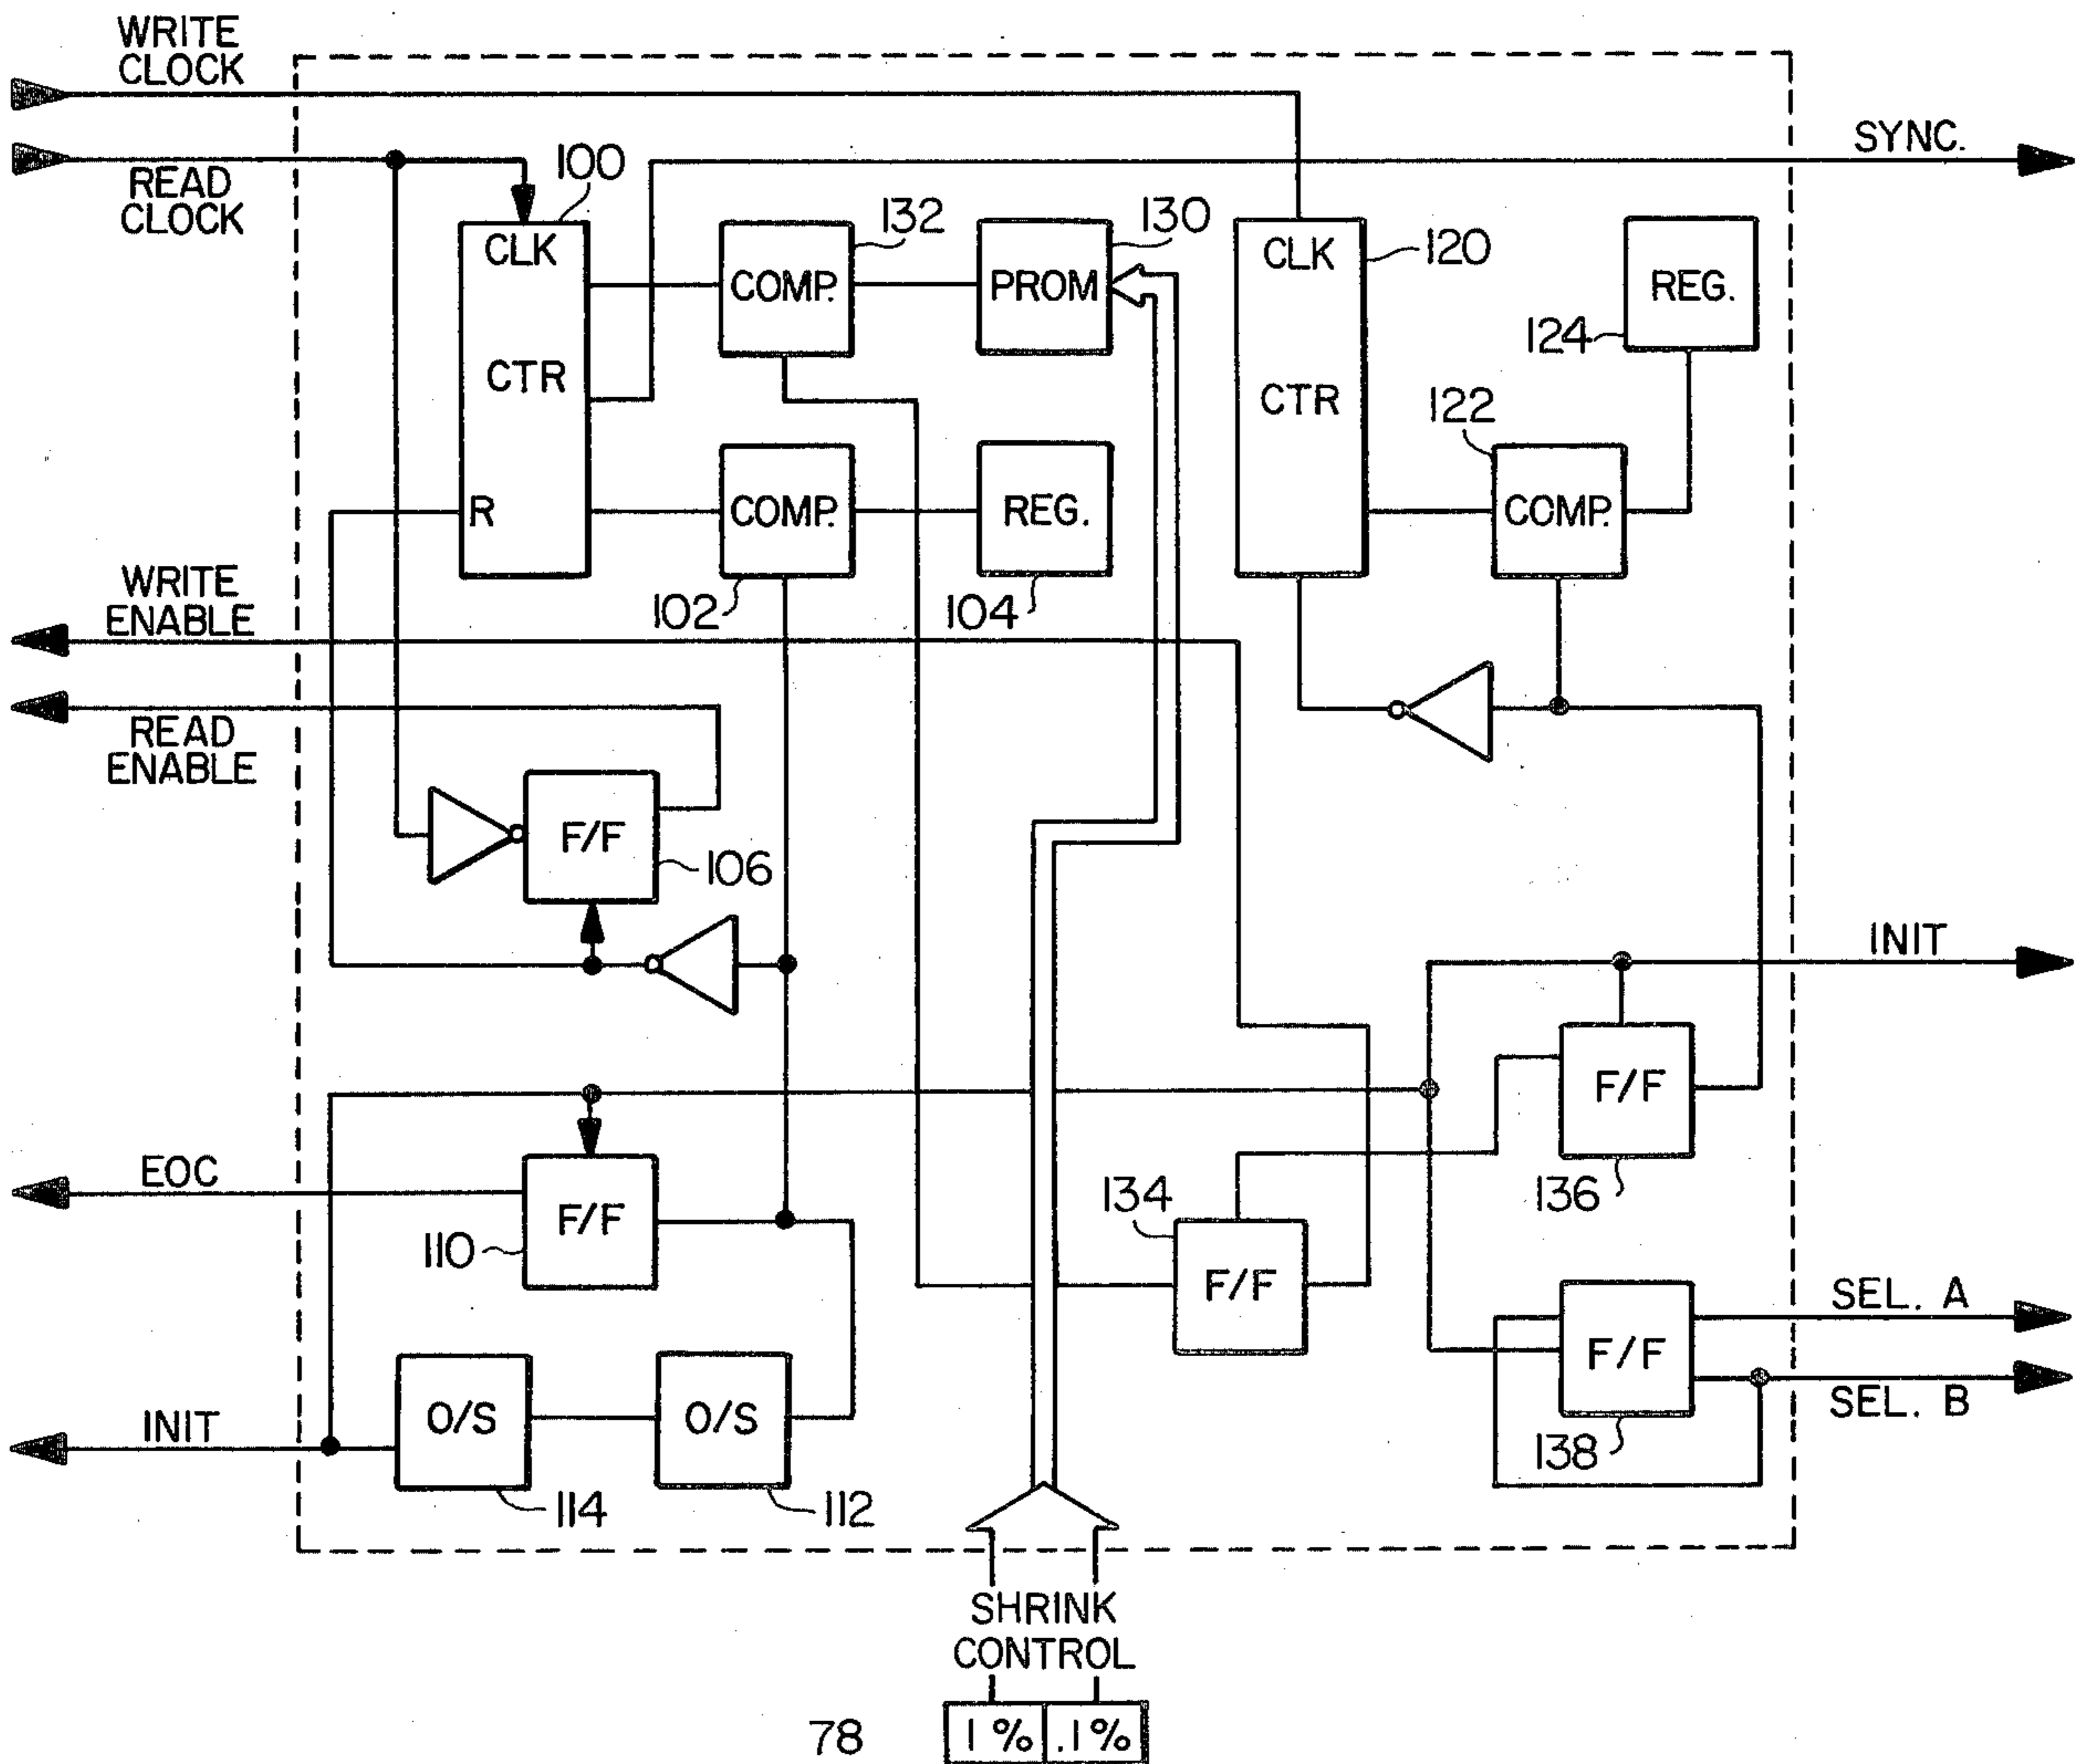 WRITE
CLOCK
READ
CLOCK
SYNC.
100
132
130
120
CLK
COMP.
PROM
CLK
REG.
124
CTR
CTR
122
R
COMP.
REG.
COMP.
102
104
WRITE
ENABLE
READ
ENABLE
F/F
106
INIT
F/F
136
EOC
F/F
110
134
F/F
SEL. A
F/F
SEL. B
138
INIT
O/S
O/S
114
112
SHRINK
CONTROL
78
1% .1%